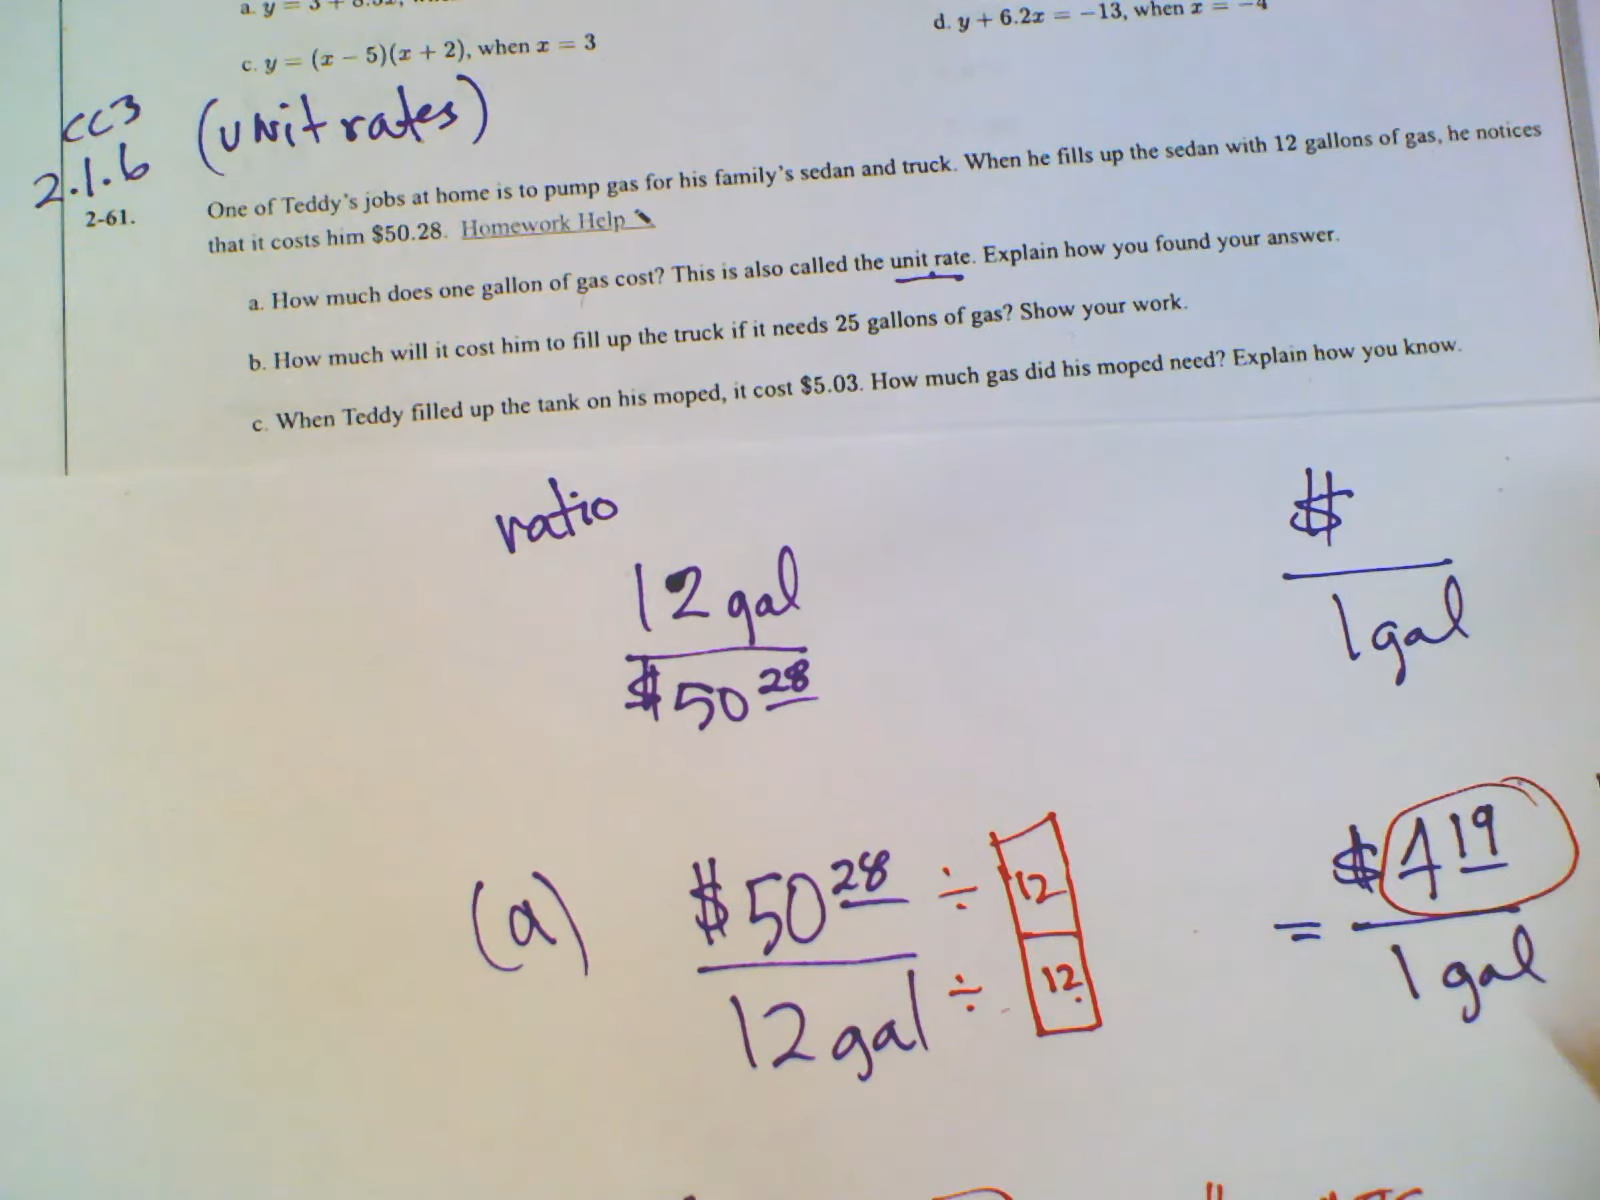 a. y = 3 +
d. y + 6.2x = −13, when x = −4
c. y = (x − 5)(x + 2), when x = 3
CC3 (Unit rates)
2.1.6
2-61. One of Teddy's jobs at home is to pump gas for his family's sedan and truck. When he fills up the sedan with 12 gallons of gas, he notices
that it costs him $50.28. Homework Help
a. How much does one gallon of gas cost? This is also called the unit rate. Explain how you found your answer.
b. How much will it cost him to fill up the truck if it needs 25 gallons of gas? Show your work.
c. When Teddy filled up the tank on his moped, it cost $5.03. How much gas did his moped need? Explain how you know.
ratio
12 gal
$50 28
$
1 gal
(a) $50 28 ÷ 12
12 gal ÷ 12
= $4 19
1 gal